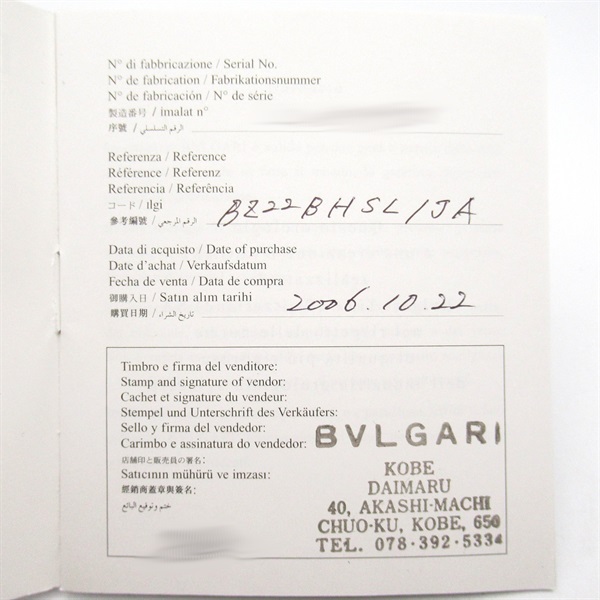 N° di fabbricazione / Serial No.
N° de fabrication / Fabrikationsnummer
N° de fabricación / N° de série
製造番号 / imalat n°
序號 / الرقم التسلسلي
Referenza / Reference
Référence / Referenz
Referencia / Referência
コード / ılgi
参考編號 / الرقم المرجعي BZ22BHSL/JA
Data di acquisto / Date of purchase
Date d'achat / Verkaufsdatum
Fecha de venta / Data de compra
御購入日 / Satın alim tarihi
購買日期 / تاريخ الشراء 2006.10.22
Timbro e firma del venditore:
Stamp and signature of vendor:
Cachet et signature du vendeur:
Stempel und Unterschrift des Verkäufers:
Sello y firma del vendedor:
Carimbo e assinatura do vendedor:
店舗印と販売員の署名:
Satıcının mühürü ve imzası:
經銷商蓋章與簽名:
ختم وتوقيع البائع
BVLGARI
KOBE
DAIMARU
40, AKASHI-MACHI
CHUO-KU, KOBE, 650
TEL. 078-392-5334